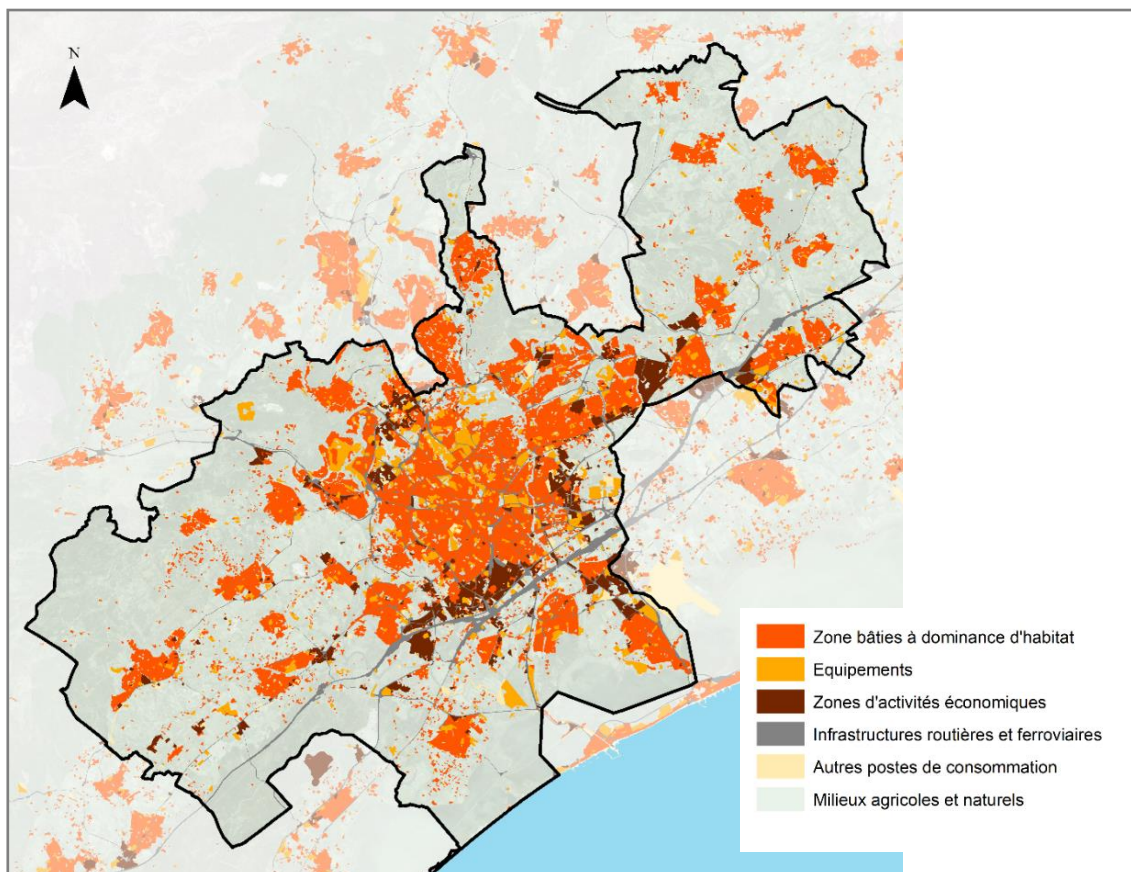 N
Zone bâties à dominance d'habitat
Equipements
Zones d'activités économiques
Infrastructures routières et ferroviaires
Autres postes de consommation
Milieux agricoles et naturels